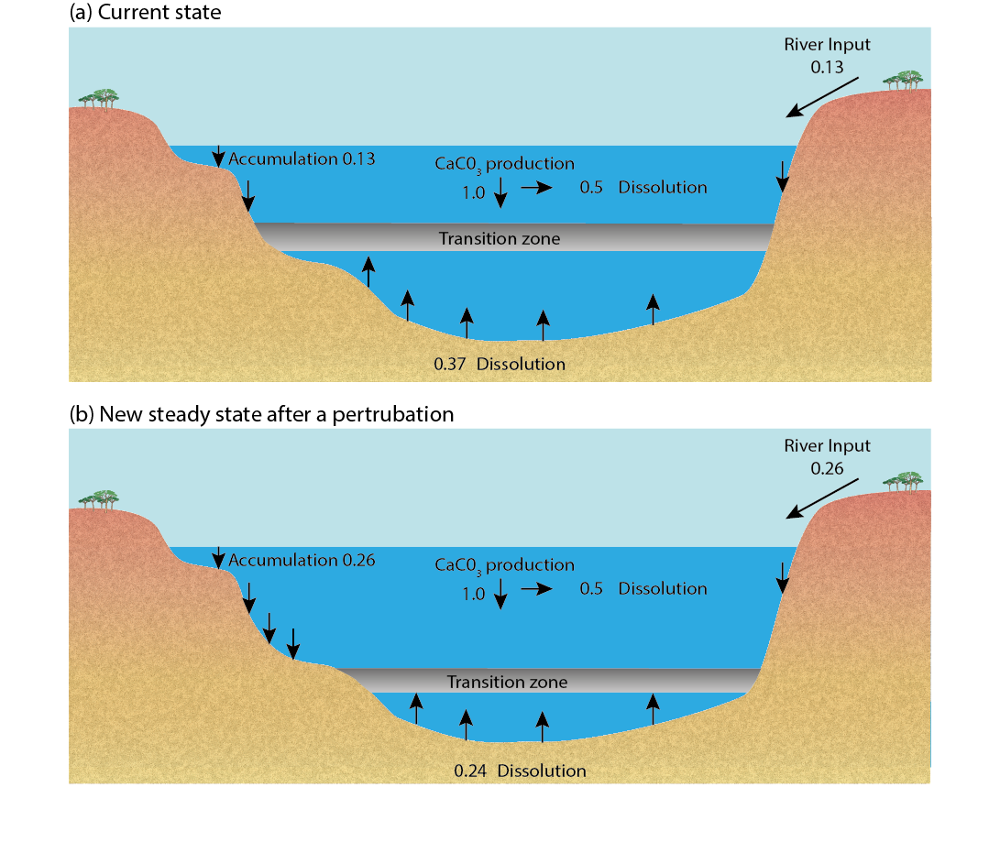 (a) Current state
River Input
0.13
Accumulation 0.13
CaC0₃ production
1.0
0.5 Dissolution
Transition zone
0.37 Dissolution
(b) New steady state after a pertrubation
River Input
0.26
Accumulation 0.26
CaC0₃ production
1.0
0.5 Dissolution
Transition zone
0.24 Dissolution